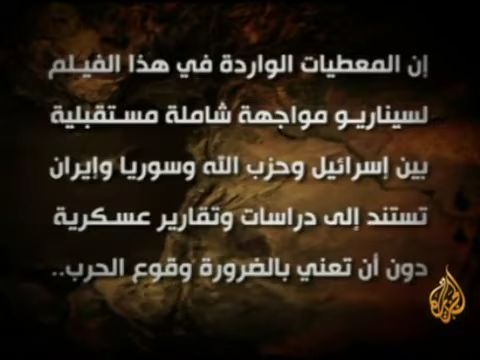 إن المعطيات الواردة في هذا الفيلم
لسيناريو مواجهة شاملة مستقبلية
بين إسرائيل وحزب الله وسوريا وإيران
تستند إلى دراسات وتقارير عسكرية
دون أن تعني بالضرورة وقوع الحرب..
الجزيرة